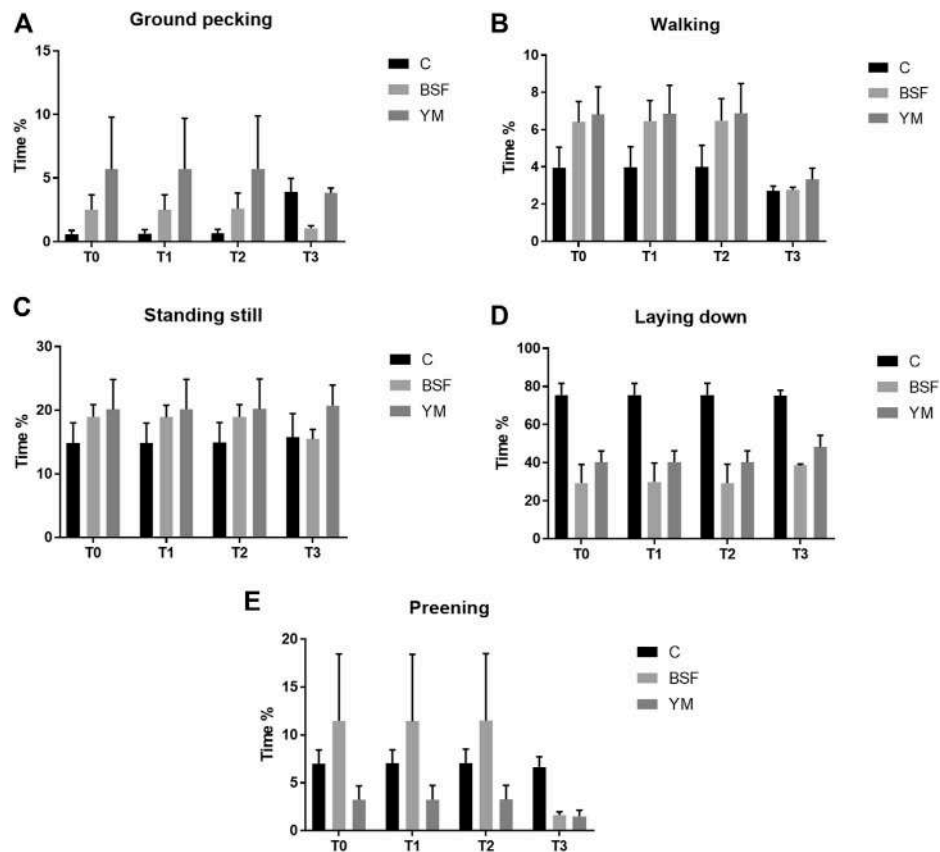 A
Ground pecking
Time %
15
10
5
0
T0 T1 T2 T3
C
BSF
YM
B
Walking
Time %
8
6
4
2
0
T0 T1 T2 T3
C
BSF
YM
C
Standing still
Time %
30
20
10
0
T0 T1 T2 T3
C
BSF
YM
D
Laying down
Time %
100
80
60
40
20
0
T0 T1 T2 T3
C
BSF
YM
E
Preening
Time %
20
15
10
5
0
T0 T1 T2 T3
C
BSF
YM